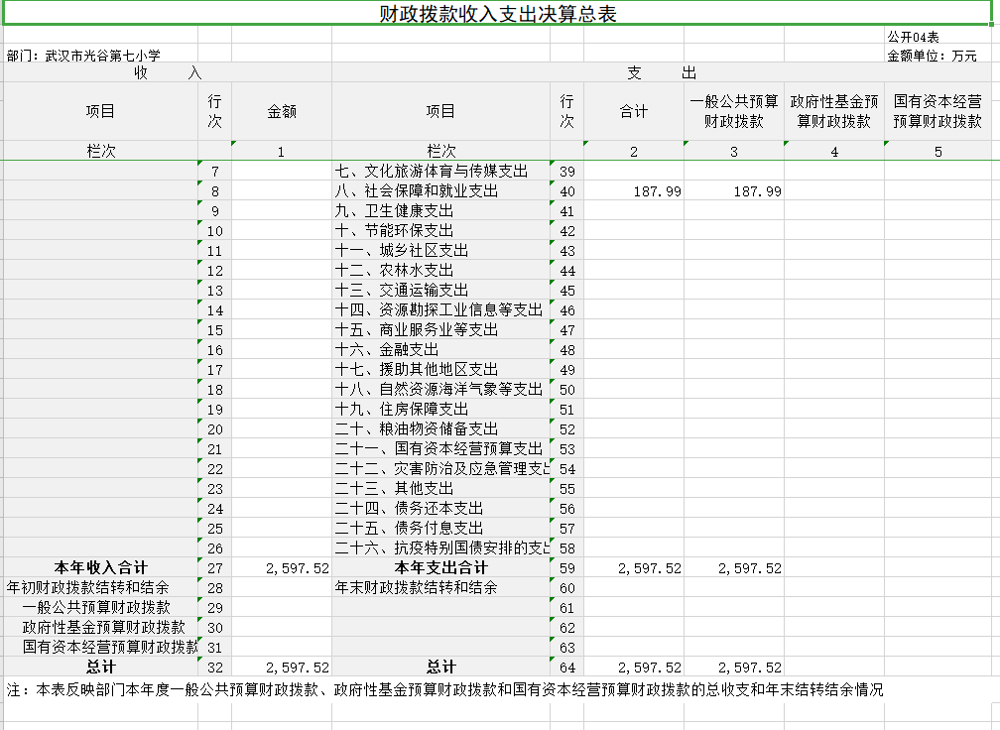 财政拨款收入支出决算总表
公开04表
部门：武汉市光谷第七小学 金额单位：万元
收 入 支 出
项目 行次 金额 项目 行次 合计 一般公共预算财政拨款 政府性基金预算财政拨款 国有资本经营预算财政拨款
栏次 1 栏次 2 3 4 5
7 七、文化旅游体育与传媒支出 39
8 八、社会保障和就业支出 40 187.99 187.99
9 九、卫生健康支出 41
10 十、节能环保支出 42
11 十一、城乡社区支出 43
12 十二、农林水支出 44
13 十三、交通运输支出 45
14 十四、资源勘探工业信息等支出 46
15 十五、商业服务业等支出 47
16 十六、金融支出 48
17 十七、援助其他地区支出 49
18 十八、自然资源海洋气象等支出 50
19 十九、住房保障支出 51
20 二十、粮油物资储备支出 52
21 二十一、国有资本经营预算支出 53
22 二十二、灾害防治及应急管理支出 54
23 二十三、其他支出 55
24 二十四、债务还本支出 56
25 二十五、债务付息支出 57
26 二十六、抗疫特别国债安排的支出 58
本年收入合计 27 2,597.52 本年支出合计 59 2,597.52 2,597.52
年初财政拨款结转和结余 28 年末财政拨款结转和结余 60
一般公共预算财政拨款 29 61
政府性基金预算财政拨款 30 62
国有资本经营预算财政拨款 31 63
总计 32 2,597.52 总计 64 2,597.52 2,597.52
注：本表反映部门本年度一般公共预算财政拨款、政府性基金预算财政拨款和国有资本经营预算财政拨款的总收支和年末结转结余情况